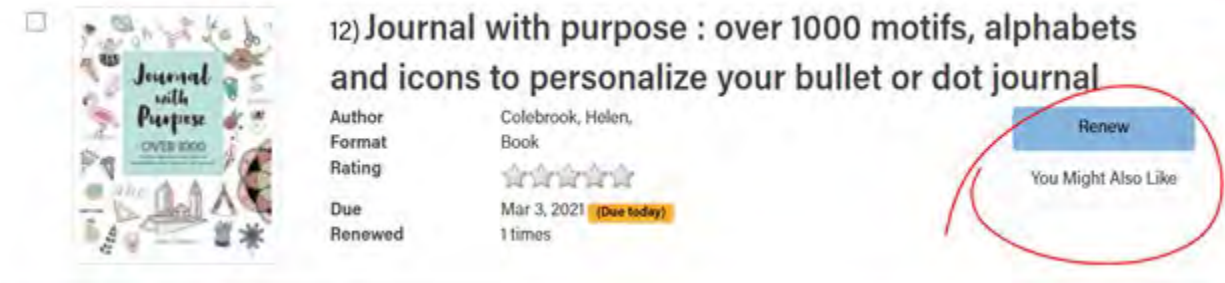 12) Journal with purpose : over 1000 motifs, alphabets
and icons to personalize your bullet or dot journal
Journal
with
Purpose
OVER 1000
abc
Author Colebrook, Helen,
Format Book
Rating
Due Mar 3, 2021 (Due today)
Renewed 1 times
Renew
You Might Also Like